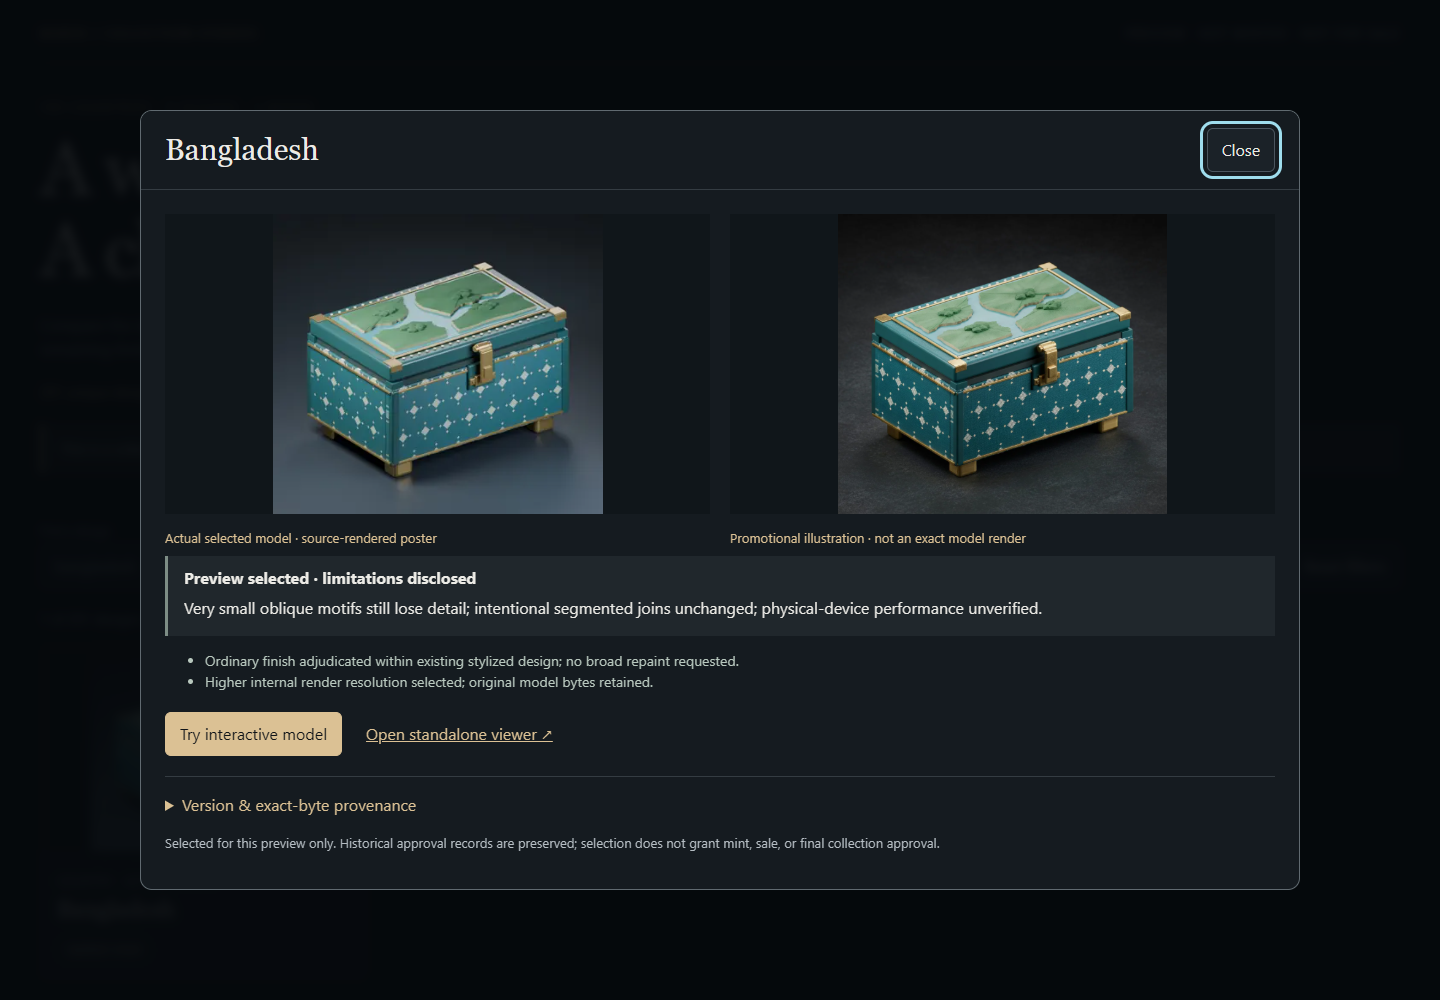 Bangladesh
Close
Actual selected model · source-rendered poster
Promotional illustration · not an exact model render
Preview selected · limitations disclosed
Very small oblique motifs still lose detail; intentional segmented joins unchanged; physical-device performance unverified.
• Ordinary finish adjudicated within existing stylized design; no broad repaint requested.
• Higher internal render resolution selected; original model bytes retained.
Try interactive model
Open standalone viewer ↗
▶ Version & exact-byte provenance
Selected for this preview only. Historical approval records are preserved; selection does not grant mint, sale, or final collection approval.